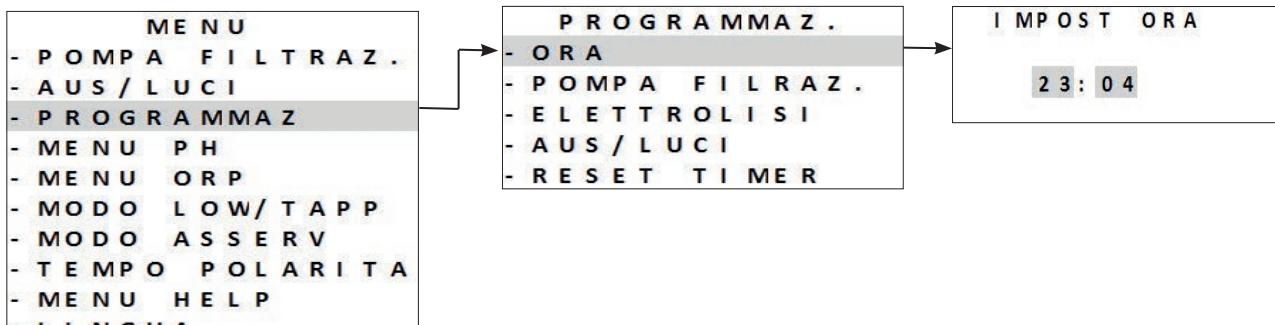 MENU
- POMPA FILTRAZ.
- AUS/LUCI
- PROGRAMMAZ
- MENU PH
- MENU ORP
- MODO LOW/TAPP
- MODO ASSERV
- TEMPO POLARITA
- MENU HELP
PROGRAMMAZ.
- ORA
- POMPA FILRAZ.
- ELETTROLISI
- AUS/LUCI
- RESET TIMER
IMPOST ORA
23:04